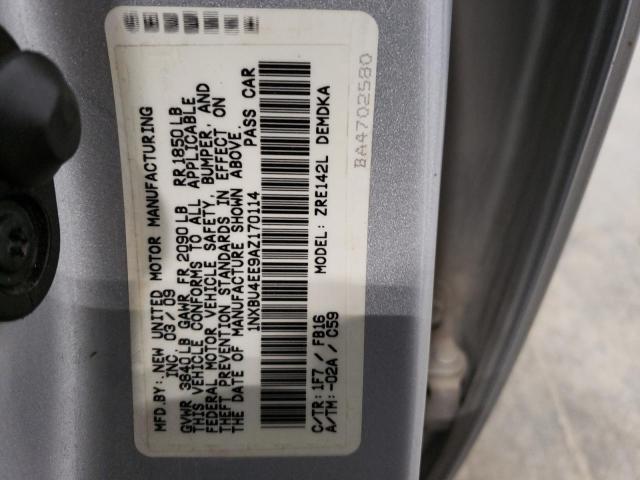 MFD.BY: NEW UNITED MOTOR MANUFACTURING
INC. 03/09
GVWR 3840LB GAWR FR 2090LB RR 1850LB
THIS VEHICLE CONFORMS TO ALL APPLICABLE
FEDERAL MOTOR VEHICLE SAFETY, BUMPER, AND
THEFT PREVENTION STANDARDS IN EFFECT ON
THE DATE OF MANUFACTURE SHOWN ABOVE.
1NXBU4EE9AZ170114 PASS CAR
C/TR: 1F7 / FB16 MODEL: ZRE142L DEMDKA
A/TM: -02A / C59
BA4702580